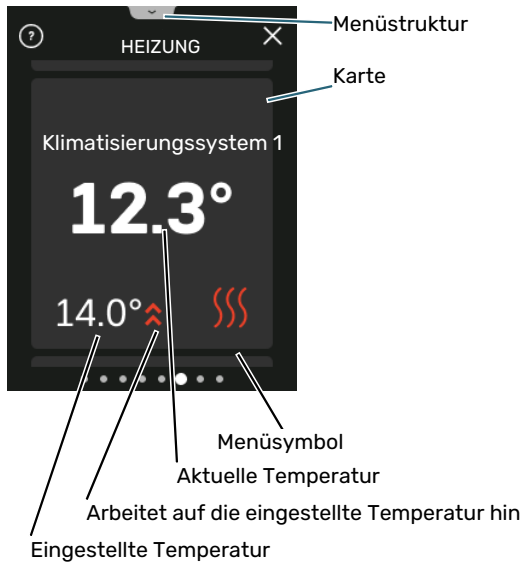 Menüstruktur
?
HEIZUNG
Karte
Klimatisierungssystem 1
12.3°
14.0°
Menüsymbol
Aktuelle Temperatur
Arbeitet auf die eingestellte Temperatur hin
Eingestellte Temperatur